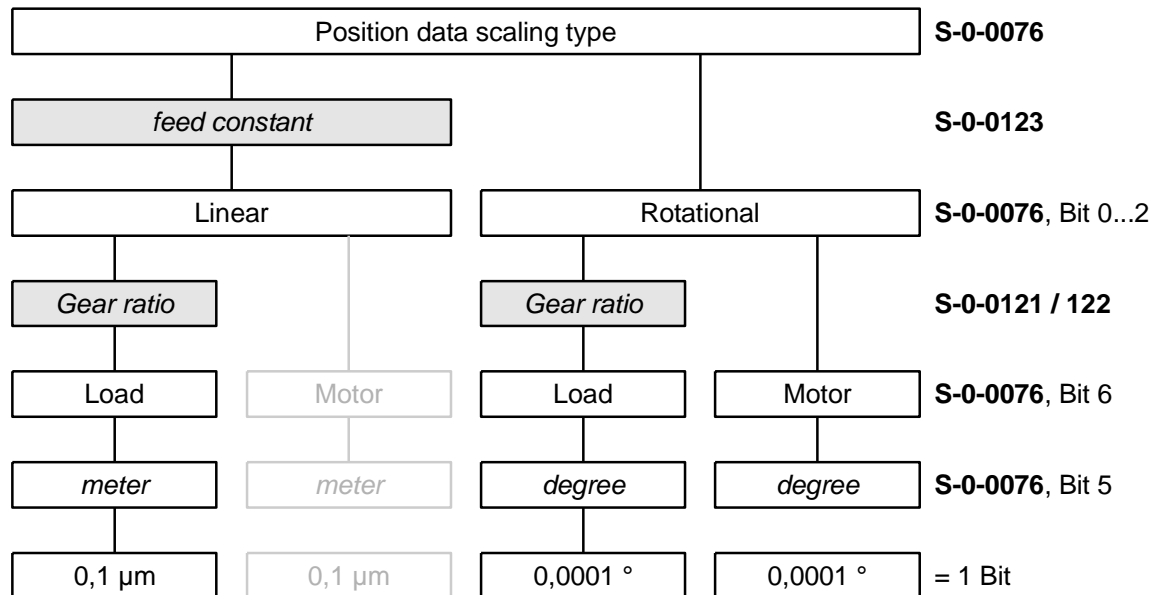 Position data scaling type S-0-0076
feed constant S-0-0123
Linear Rotational S-0-0076, Bit 0...2
Gear ratio Gear ratio S-0-0121 / 122
Load Motor Load Motor S-0-0076, Bit 6
meter meter degree degree S-0-0076, Bit 5
0,1 µm 0,1 µm 0,0001 ° 0,0001 ° = 1 Bit